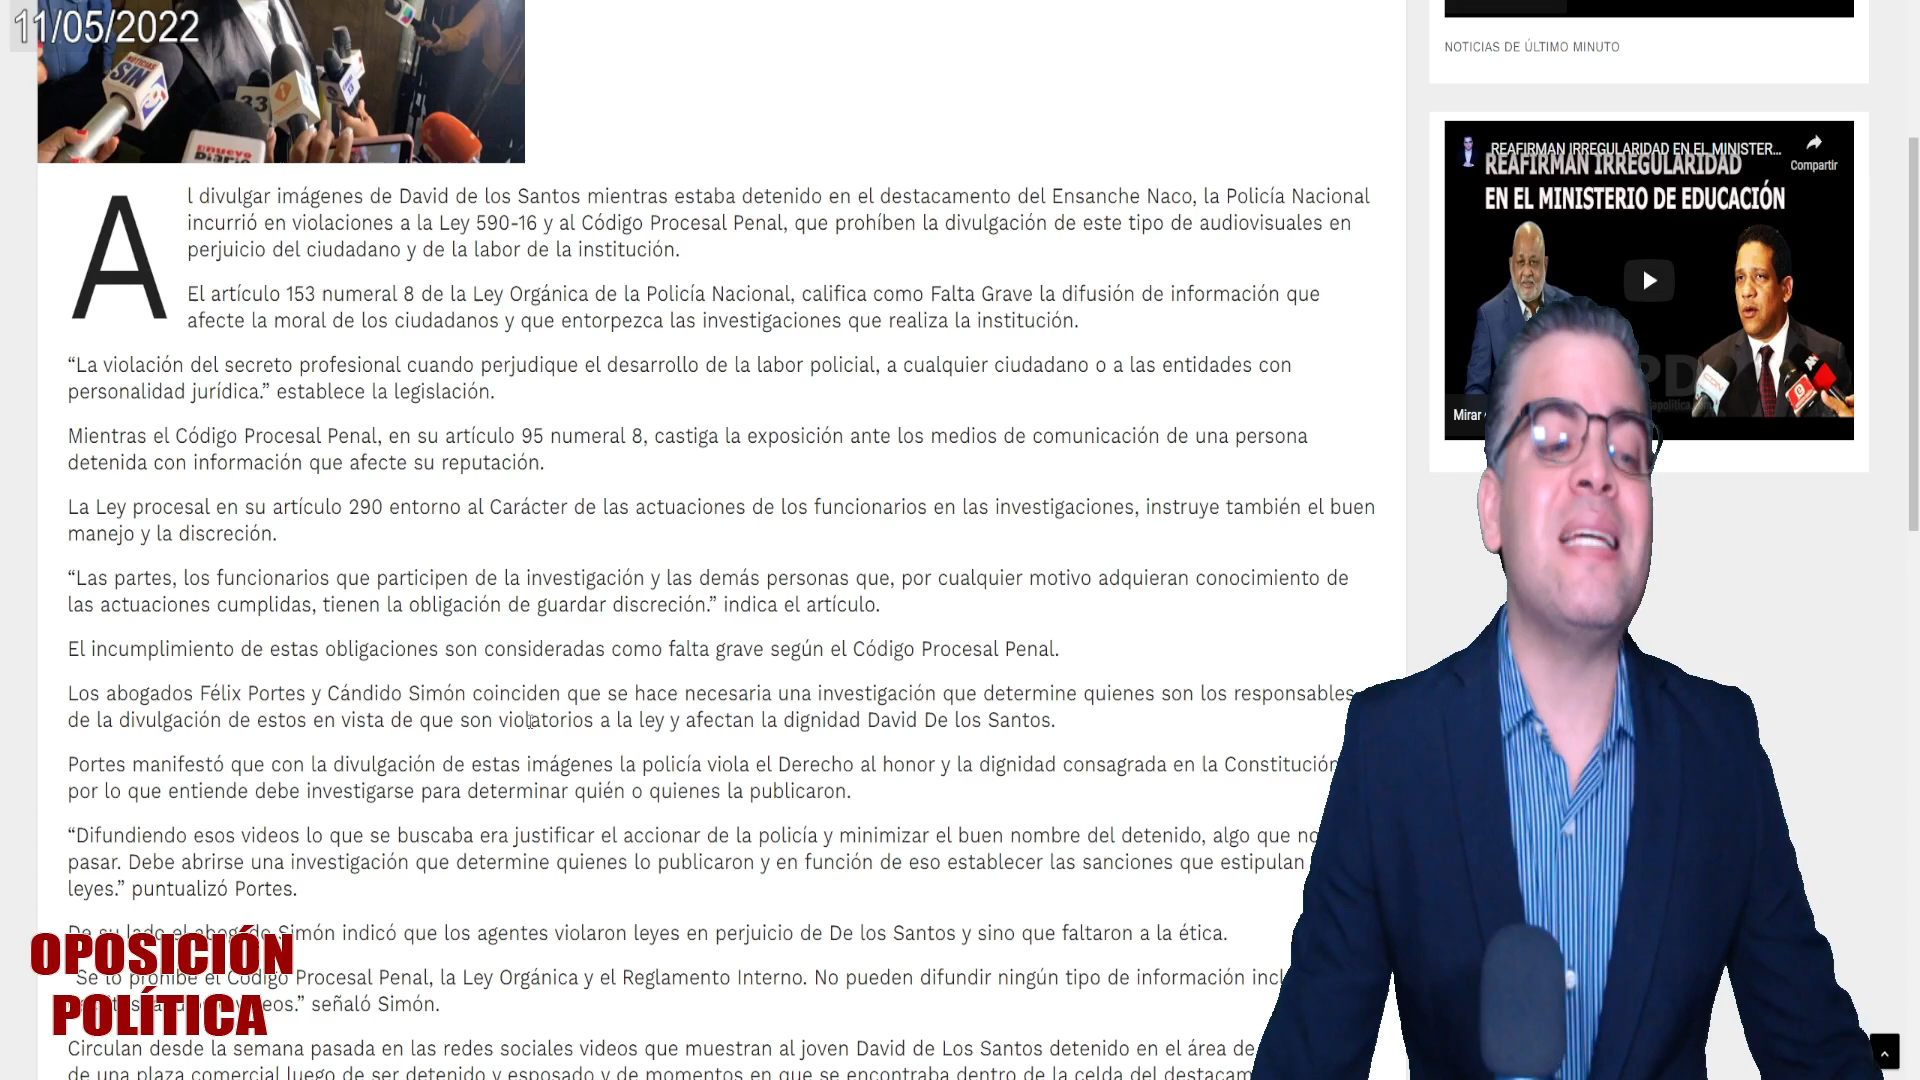 11/05/2022
NOTICIAS
SIN
33
El nuevo
Diario
Al divulgar imágenes de David de los Santos mientras estaba detenido en el destacamento del Ensanche Naco, la Policía Nacional
incurrió en violaciones a la Ley 590-16 y al Código Procesal Penal, que prohíben la divulgación de este tipo de audiovisuales en
perjuicio del ciudadano y de la labor de la institución.
El artículo 153 numeral 8 de la Ley Orgánica de la Policía Nacional, califica como Falta Grave la difusión de información que
afecte la moral de los ciudadanos y que entorpezca las investigaciones que realiza la institución.
“La violación del secreto profesional cuando perjudique el desarrollo de la labor policial, a cualquier ciudadano o a las entidades con
personalidad jurídica.” establece la legislación.
Mientras el Código Procesal Penal, en su artículo 95 numeral 8, castiga la exposición ante los medios de comunicación de una persona
detenida con información que afecte su reputación.
La Ley procesal en su artículo 290 entorno al Carácter de las actuaciones de los funcionarios en las investigaciones, instruye también el buen
manejo y la discreción.
“Las partes, los funcionarios que participen de la investigación y las demás personas que, por cualquier motivo adquieran conocimiento de
las actuaciones cumplidas, tienen la obligación de guardar discreción.” indica el artículo.
El incumplimiento de estas obligaciones son consideradas como falta grave según el Código Procesal Penal.
Los abogados Félix Portes y Cándido Simón coinciden que se hace necesaria una investigación que determine quienes son los responsables
de la divulgación de estos en vista de que son violatorios a la ley y afectan la dignidad David De los Santos.
Portes manifestó que con la divulgación de estas imágenes la policía viola el Derecho al honor y la dignidad consagrada en la Constitución
por lo que entiende debe investigarse para determinar quién o quienes la publicaron.
“Difundiendo esos videos lo que se buscaba era justificar el accionar de la policía y minimizar el buen nombre del detenido, algo que no
pasar. Debe abrirse una investigación que determine quienes lo publicaron y en función de eso establecer las sanciones que estipulan
leyes.” puntualizó Portes.
De su lado el abogado Simón indicó que los agentes violaron leyes en perjuicio de De los Santos y sino que faltaron a la ética.
“Se lo prohíbe el Código Procesal Penal, la Ley Orgánica y el Reglamento Interno. No pueden difundir ningún tipo de información
señaló Simón.
Circulan desde la semana pasada en las redes sociales videos que muestran al joven David de Los Santos detenido en el área de
de una plaza comercial luego de ser detenido y esposado y de momentos en que se encontraba dentro de la celda del
OPOSICIÓN
POLÍTICA
NOTICIAS DE ÚLTIMO MINUTO
REAFIRMAN IRREGULARIDAD EN EL MINISTER...
Compartir
REAFIRMAN IRREGULARIDAD
EN EL MINISTERIO DE EDUCACIÓN
Mirar